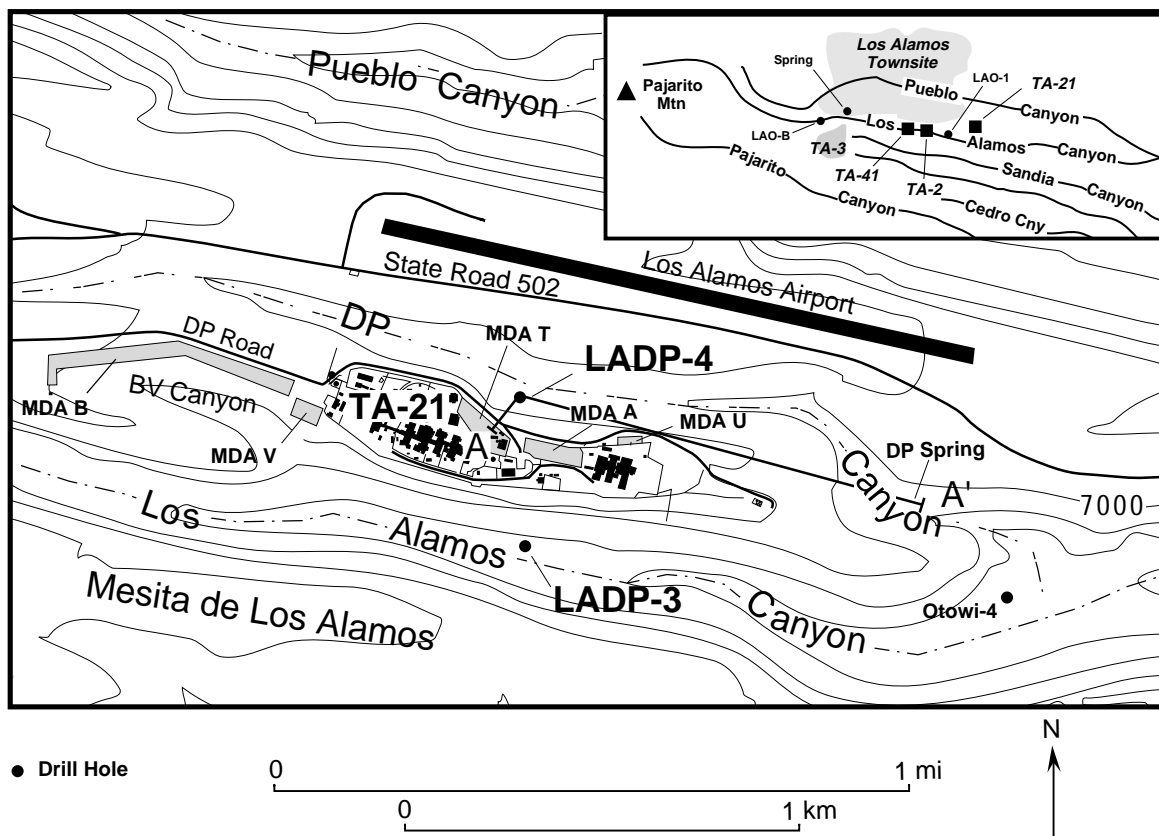 Pueblo Canyon
Los Alamos
Townsite
Spring
Pueblo
LAO-1
TA-21
Pajarito
Mtn
Canyon
LAO-B
Los
Alamos
Canyon
TA-3
TA-41
TA-2
Sandia
Canyon
Pajarito
Canyon
Cedro Cny
State Road 502
Los Alamos Airport
DP
MDA T
LADP-4
DP Road
MDA B
BV Canyon
TA-21
MDA A
MDA U
MDA V
A
DP Spring
Canyon
A'
7000
Los
Alamos
LADP-3
Mesita de Los Alamos
Canyon
Otowi-4
N
Drill Hole
0
1 mi
0
1 km